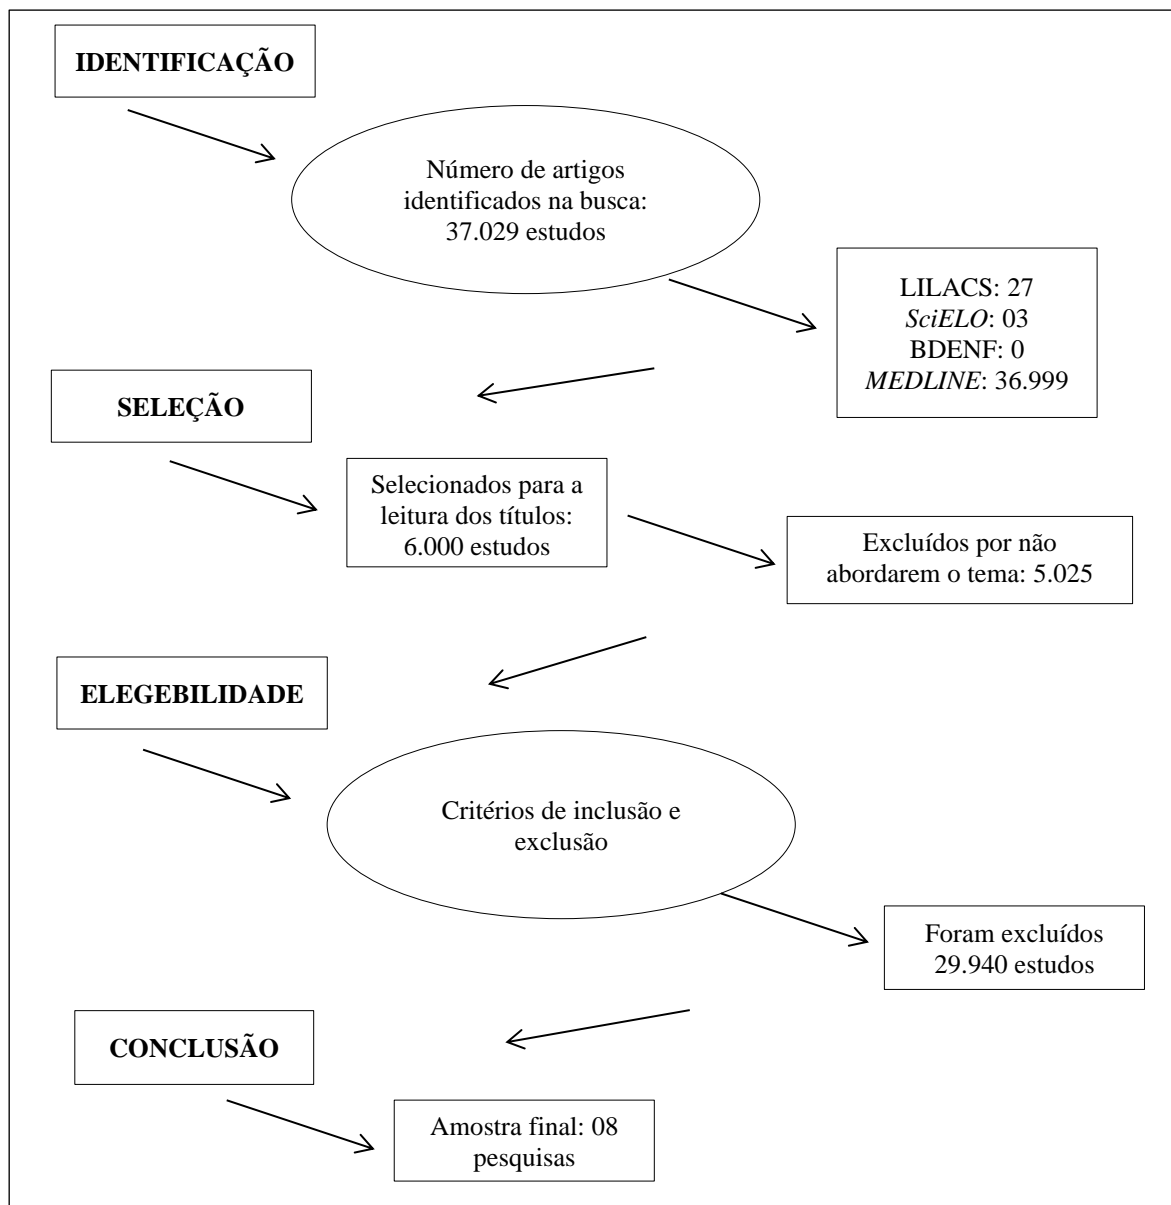 IDENTIFICAÇÃO
Número de artigos
identificados na busca:
37.029 estudos
LILACS: 27
SciELO: 03
BDENF: 0
MEDLINE: 36.999
SELEÇÃO
Selecionados para a
leitura dos títulos:
6.000 estudos
Excluídos por não
abordarem o tema: 5.025
ELEGEBILIDADE
Critérios de inclusão e
exclusão
Foram excluídos
29.940 estudos
CONCLUSÃO
Amostra final: 08
pesquisas